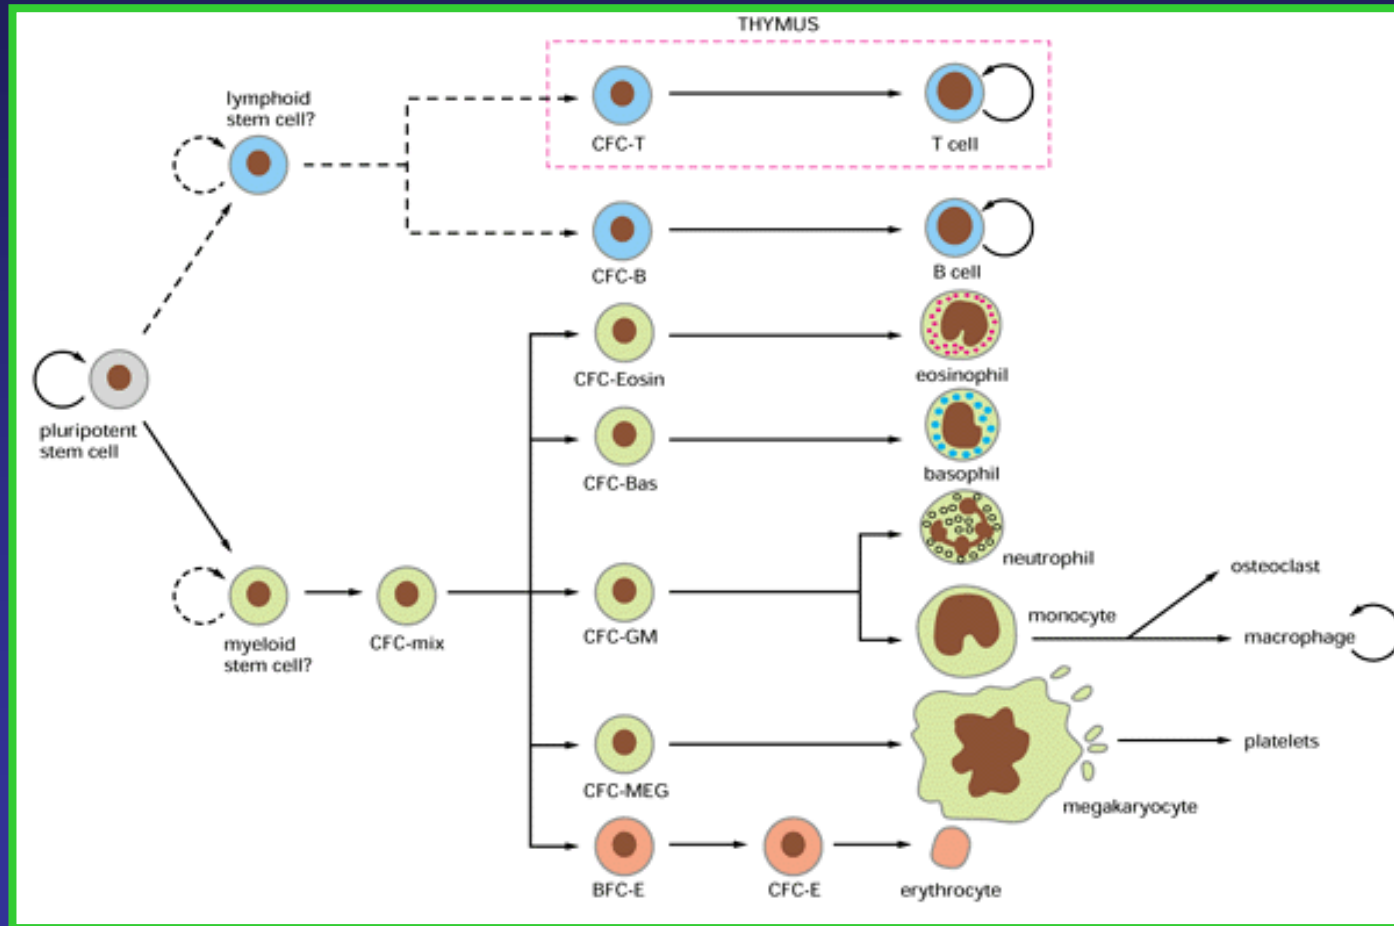 THYMUS
lymphoid
stem cell?
CFC-T
T cell
CFC-B
B cell
CFC-Eosin
eosinophil
pluripotent
stem cell
CFC-Bas
basophil
neutrophil
osteoclast
myeloid
stem cell?
CFC-mix
CFC-GM
monocyte
macrophage
CFC-MEG
megakaryocyte
platelets
BFC-E
CFC-E
erythrocyte